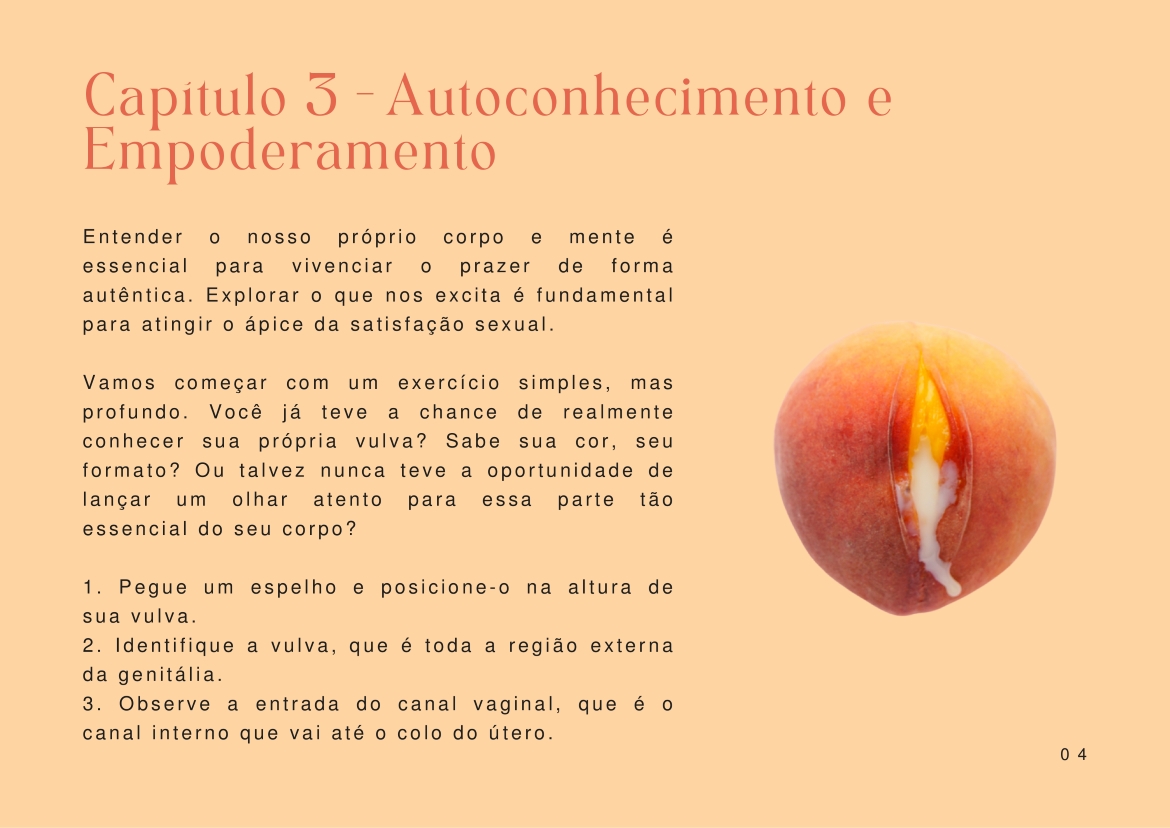 Capítulo 3 - Autoconhecimento e
Empoderamento
Entender o nosso próprio corpo e mente é
essencial para vivenciar o prazer de forma
autêntica. Explorar o que nos excita é fundamental
para atingir o ápice da satisfação sexual.
Vamos começar com um exercício simples, mas
profundo. Você já teve a chance de realmente
conhecer sua própria vulva? Sabe sua cor, seu
formato? Ou talvez nunca teve a oportunidade de
lançar um olhar atento para essa parte tão
essencial do seu corpo?
1. Pegue um espelho e posicione-o na altura de
sua vulva.
2. Identifique a vulva, que é toda a região externa
da genitália.
3. Observe a entrada do canal vaginal, que é o
canal interno que vai até o colo do útero.
04